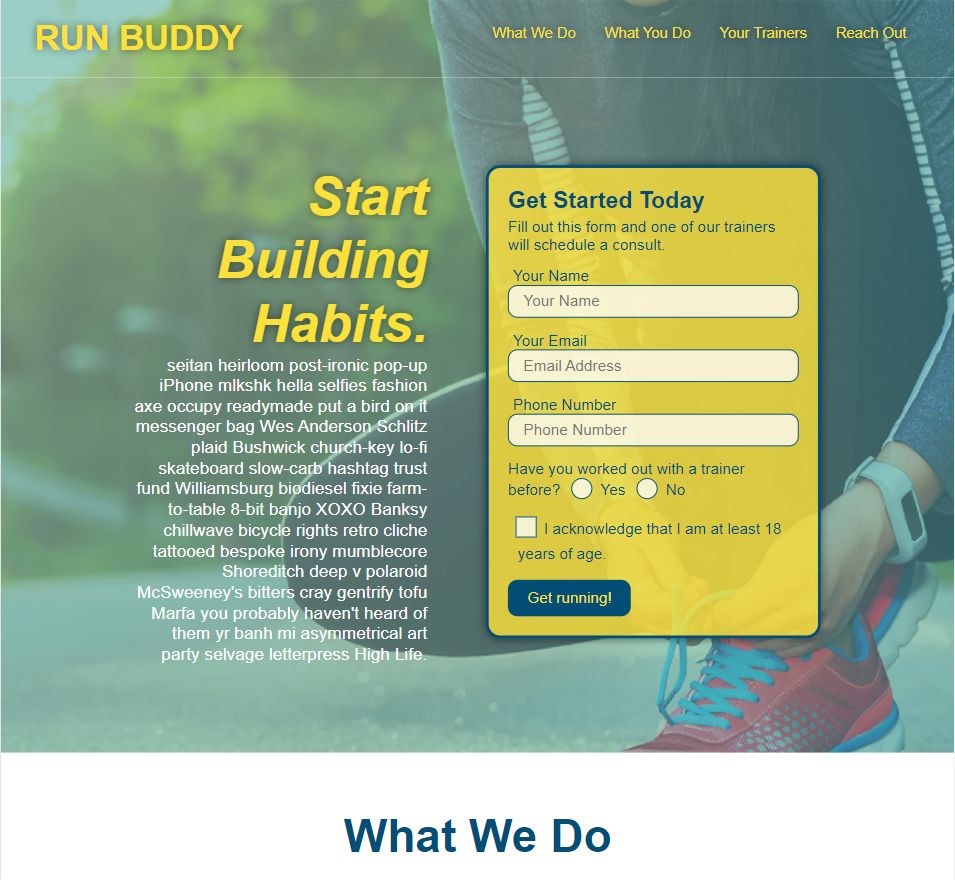 RUN BUDDY
What We Do
What You Do
Your Trainers
Reach Out
Start
Building
Habits.
seitan heirloom post-ironic pop-up
iPhone mlkshk hella selfies fashion
axe occupy readymade put a bird on it
messenger bag Wes Anderson Schlitz
plaid Bushwick church-key lo-fi
skateboard slow-carb hashtag trust
fund Williamsburg biodiesel fixie farm-
to-table 8-bit banjo XOXO Banksy
chillwave bicycle rights retro cliche
tattooed bespoke irony mumblecore
Shoreditch deep v polaroid
McSweeney's bitters cray gentrify tofu
Marfa you probably haven't heard of
them yr banh mi asymmetrical art
party selvage letterpress High Life.
Get Started Today
Fill out this form and one of our trainers
will schedule a consult.
Your Name
Your Name
Your Email
Email Address
Phone Number
Phone Number
Have you worked out with a trainer
before? Yes No
I acknowledge that I am at least 18
years of age.
Get running!
What We Do